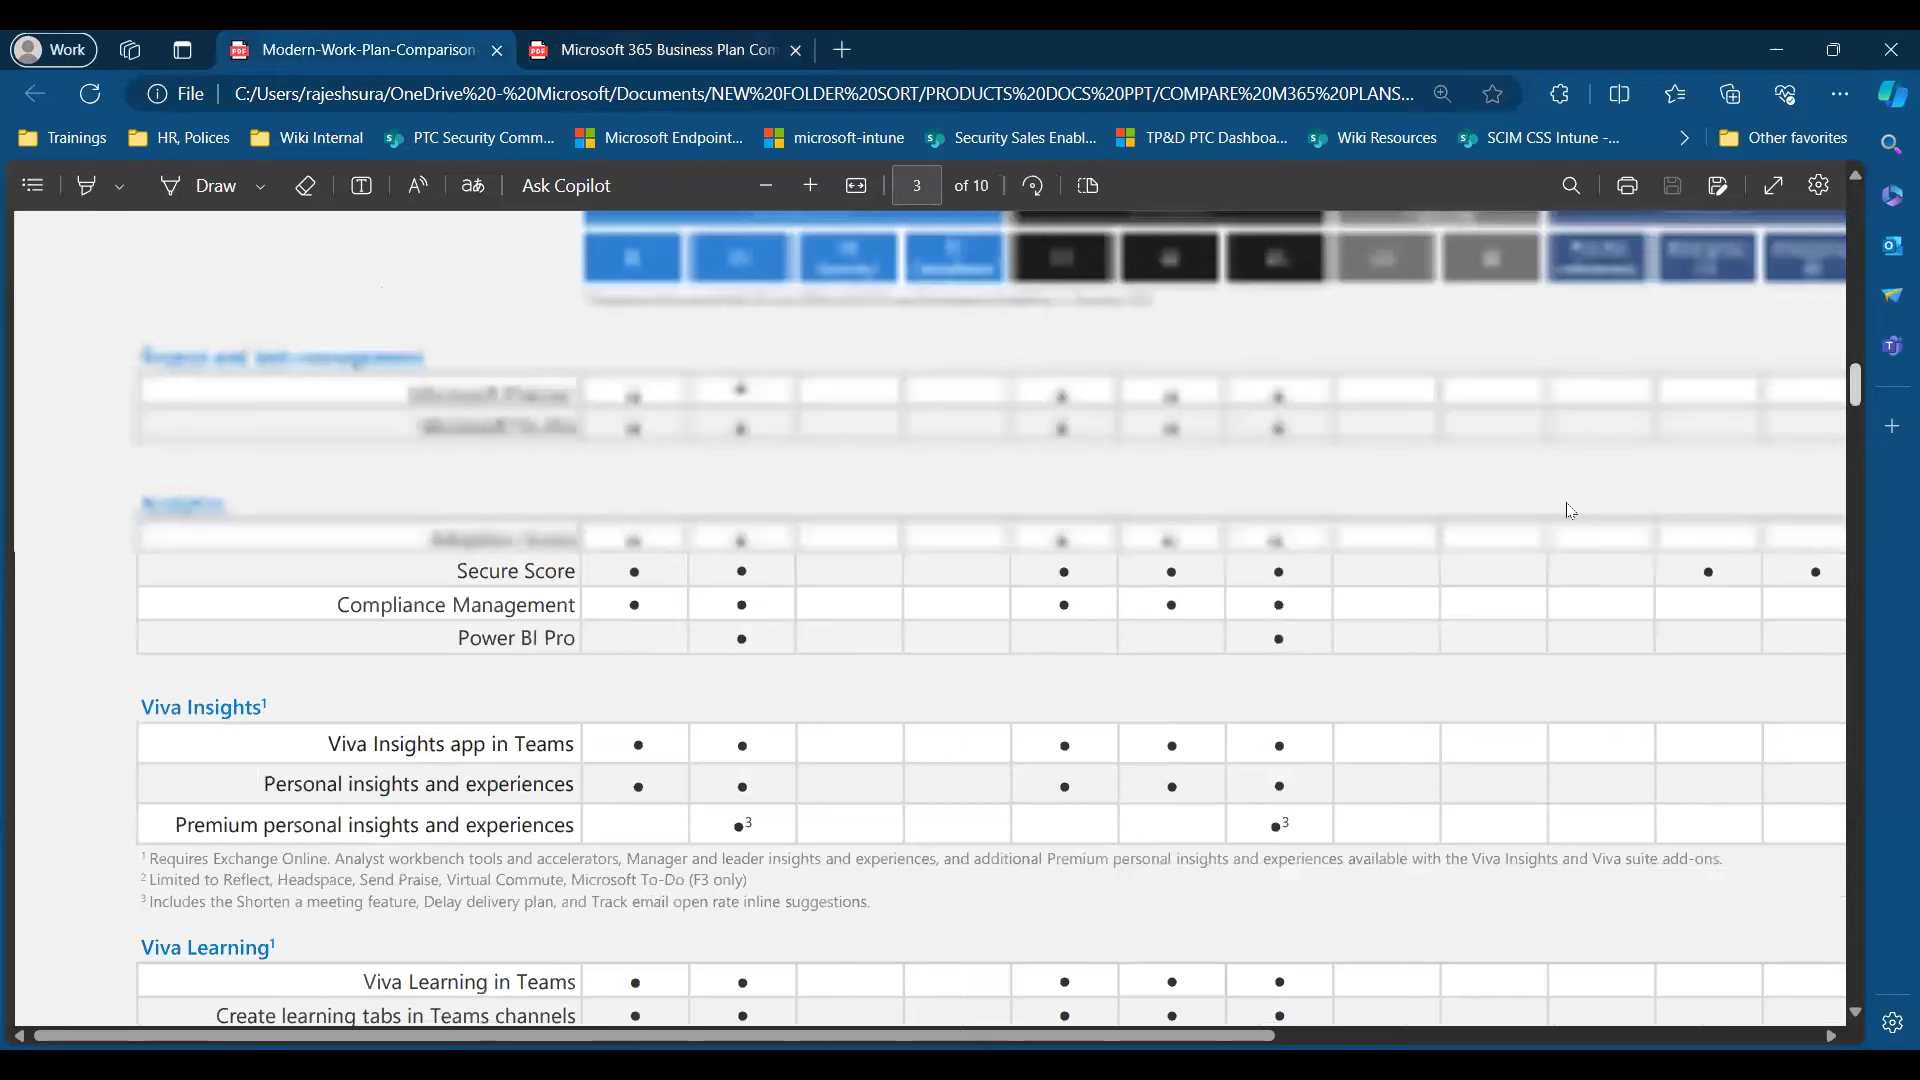 Work
Modern-Work-Plan-Comparison
Microsoft 365 Business Plan Com
File
C:/Users/rajeshsura/OneDrive%20-%20Microsoft/Documents/NEW%20FOLDER%20SORT/PRODUCTS%20DOCS%20PPT/COMPARE%20M365%20PLANS...
Trainings
HR, Polices
Wiki Internal
PTC Security Comm...
Microsoft Endpoint...
microsoft-intune
Security Sales Enabl...
TP&D PTC Dashboa...
Wiki Resources
SCIM CSS Intune -...
Other favorites
Draw
Ask Copilot
3
of 10
Secure Score
Compliance Management
Power BI Pro
Viva Insights¹
Viva Insights app in Teams
Personal insights and experiences
Premium personal insights and experiences
3
3
¹ Requires Exchange Online. Analyst workbench tools and accelerators, Manager and leader insights and experiences, and additional Premium personal insights and experiences available with the Viva Insights and Viva suite add-ons.
² Limited to Reflect, Headspace, Send Praise, Virtual Commute, Microsoft To-Do (F3 only)
³ Includes the Shorten a meeting feature, Delay delivery plan, and Track email open rate inline suggestions.
Viva Learning¹
Viva Learning in Teams
Create learning tabs in Teams channels